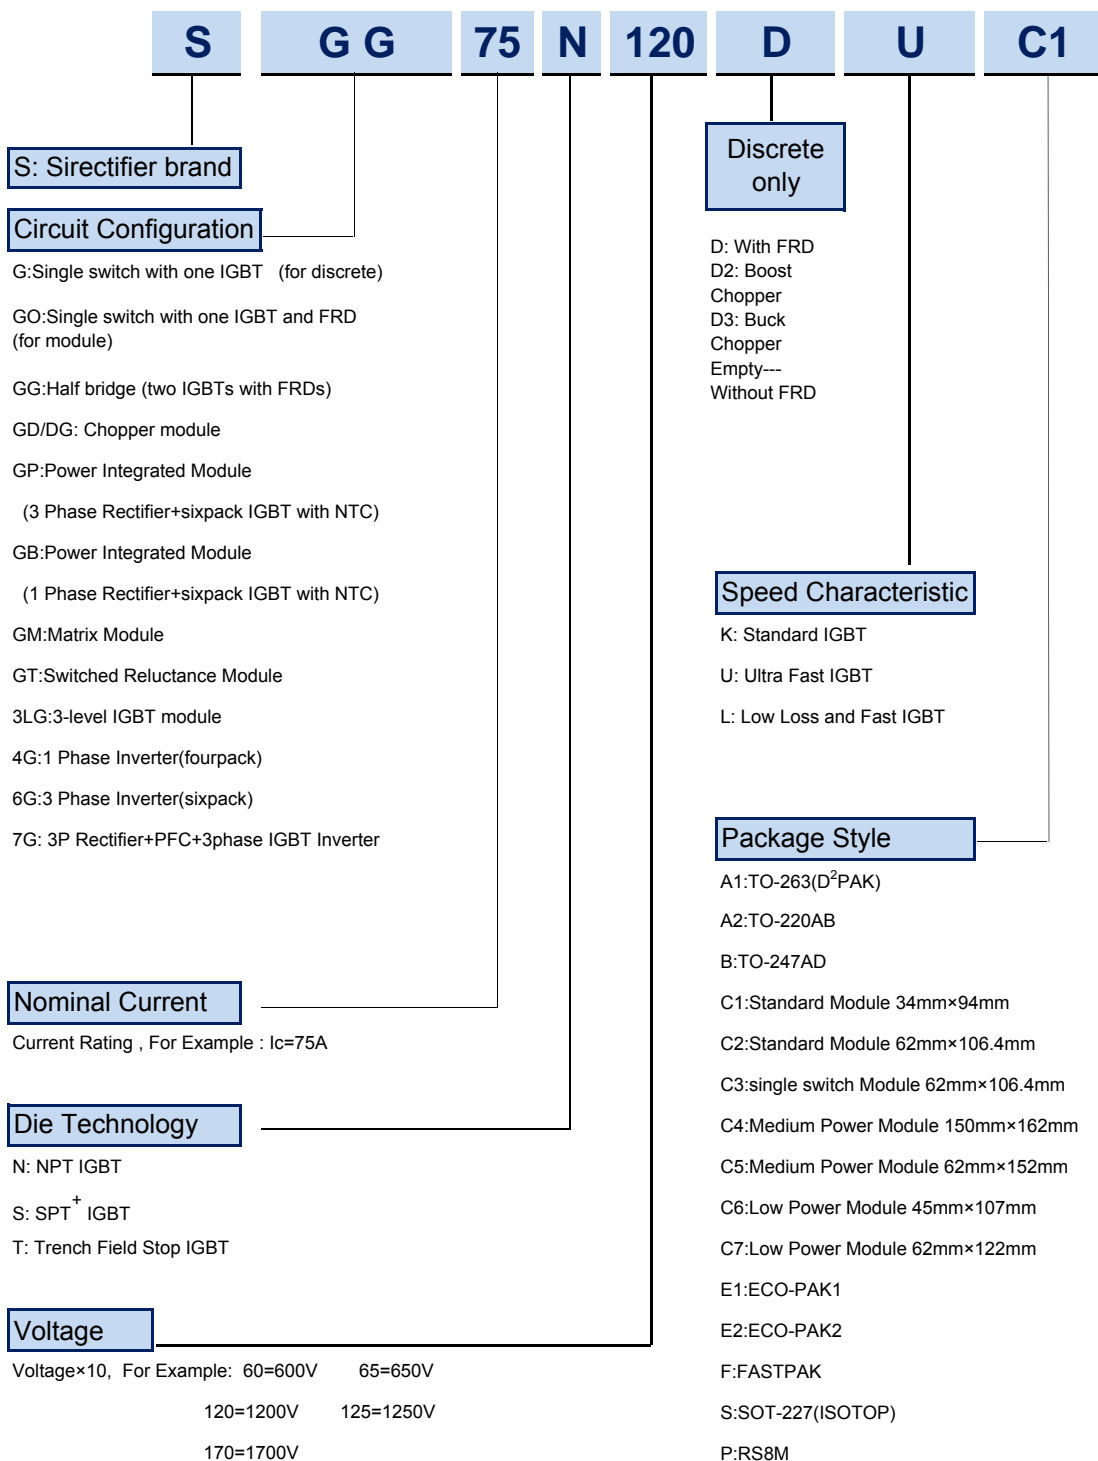 S G G 75 N 120 D U C1
S: Sirectifier brand
Circuit Configuration
G:Single switch with one IGBT (for discrete)
GO:Single switch with one IGBT and FRD
(for module)
GG:Half bridge (two IGBTs with FRDs)
GD/DG: Chopper module
GP:Power Integrated Module
(3 Phase Rectifier+sixpack IGBT with NTC)
GB:Power Integrated Module
(1 Phase Rectifier+sixpack IGBT with NTC)
GM:Matrix Module
GT:Switched Reluctance Module
3LG:3-level IGBT module
4G:1 Phase Inverter(fourpack)
6G:3 Phase Inverter(sixpack)
7G: 3P Rectifier+PFC+3phase IGBT Inverter
Nominal Current
Current Rating , For Example : Ic=75A
Die Technology
N: NPT IGBT
S: SPT⁺ IGBT
T: Trench Field Stop IGBT
Voltage
Voltage×10, For Example: 60=600V 65=650V
120=1200V 125=1250V
170=1700V
Discrete
only
D: With FRD
D2: Boost
Chopper
D3: Buck
Chopper
Empty---
Without FRD
Speed Characteristic
K: Standard IGBT
U: Ultra Fast IGBT
L: Low Loss and Fast IGBT
Package Style
A1:TO-263(D²PAK)
A2:TO-220AB
B:TO-247AD
C1:Standard Module 34mm×94mm
C2:Standard Module 62mm×106.4mm
C3:single switch Module 62mm×106.4mm
C4:Medium Power Module 150mm×162mm
C5:Medium Power Module 62mm×152mm
C6:Low Power Module 45mm×107mm
C7:Low Power Module 62mm×122mm
E1:ECO-PAK1
E2:ECO-PAK2
F:FASTPAK
S:SOT-227(ISOTOP)
P:RS8M